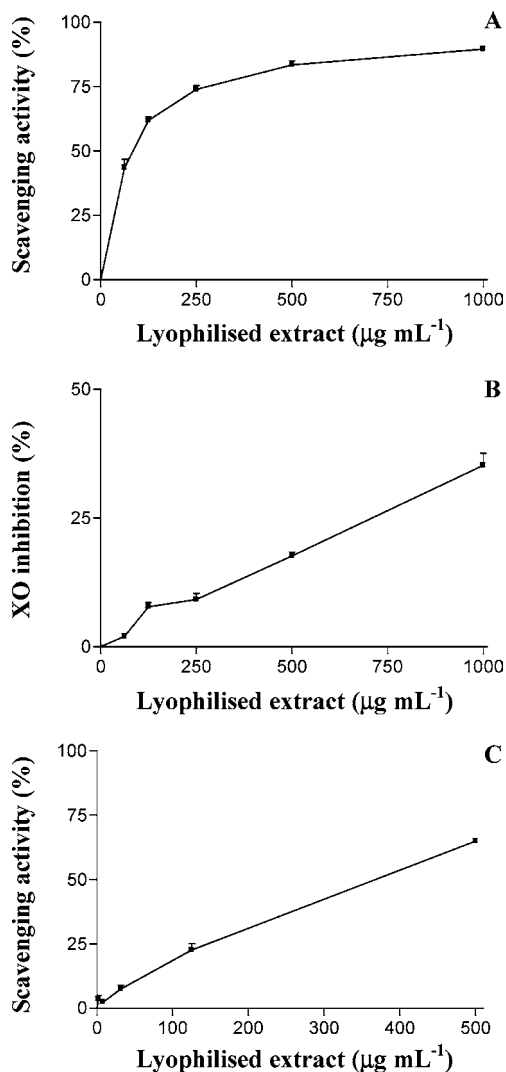 A
Scavenging activity (%)
100
75
50
25
0
0 250 500 750 1000
Lyophilised extract (µg mL⁻¹)
B
XO inhibition (%)
50
25
0
0 250 500 750 1000
Lyophilised extract (µg mL⁻¹)
C
Scavenging activity (%)
100
75
50
25
0
0 100 200 300 400 500
Lyophilised extract (µg mL⁻¹)